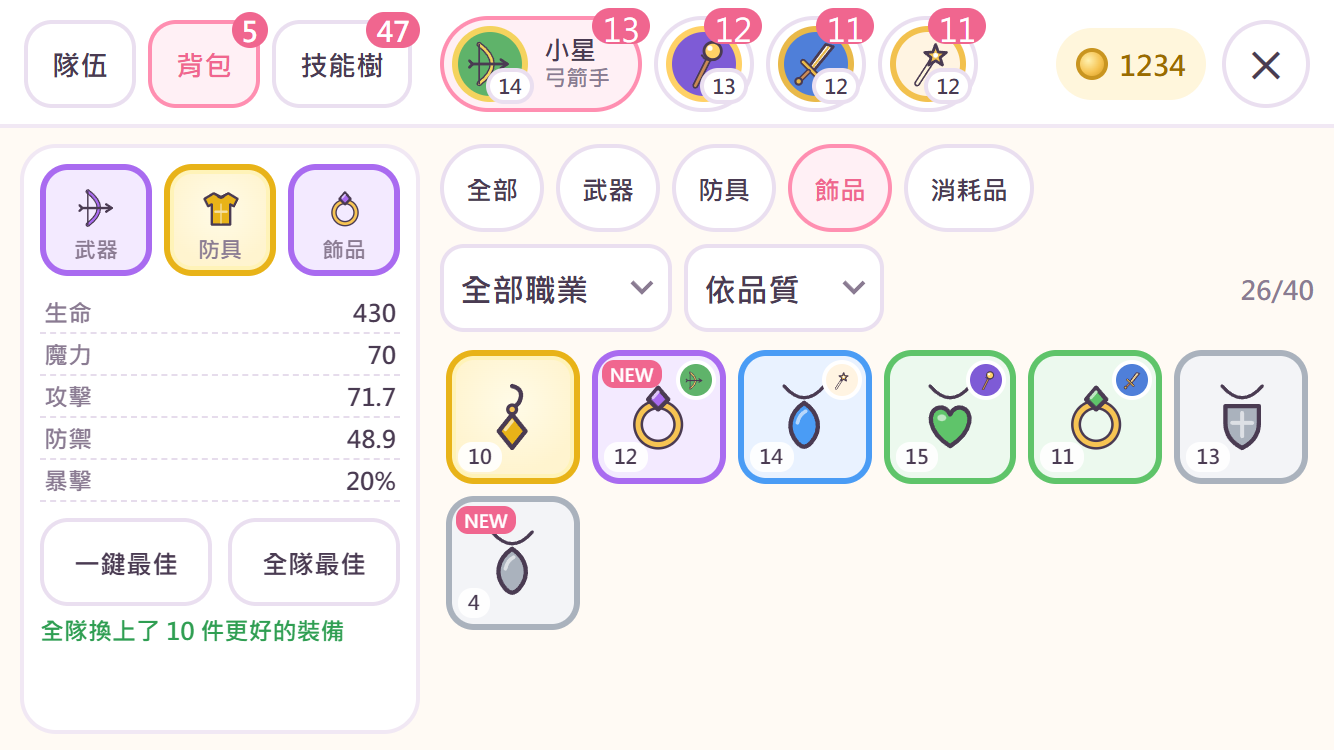 隊伍
背包
5
技能樹
47
小星
弓箭手
13
14
12
13
11
12
11
12
1234
武器
防具
飾品
生命 430
魔力 70
攻擊 71.7
防禦 48.9
暴擊 20%
一鍵最佳
全隊最佳
全隊換上了 10 件更好的裝備
全部
武器
防具
飾品
消耗品
全部職業
依品質
26/40
10
NEW
12
14
15
11
13
NEW
4